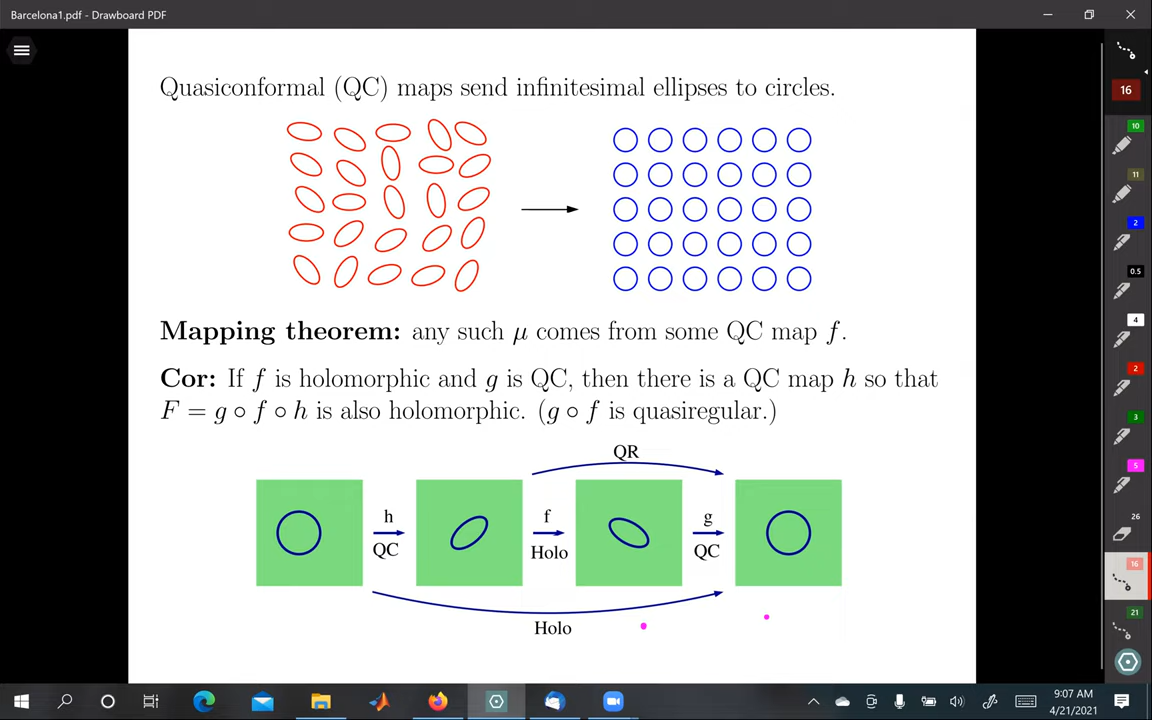 Barcelona1.pdf - Drawboard PDF
Quasiconformal (QC) maps send infinitesimal ellipses to circles.
Mapping theorem: any such μ comes from some QC map f.
Cor: If f is holomorphic and g is QC, then there is a QC map h so that
F = g ∘ f ∘ h is also holomorphic. (g ∘ f is quasiregular.)
QR
h
QC
f
Holo
g
QC
Holo
16
10
11
2
0.5
4
2
3
5
26
16
21
9:07 AM
4/21/2021